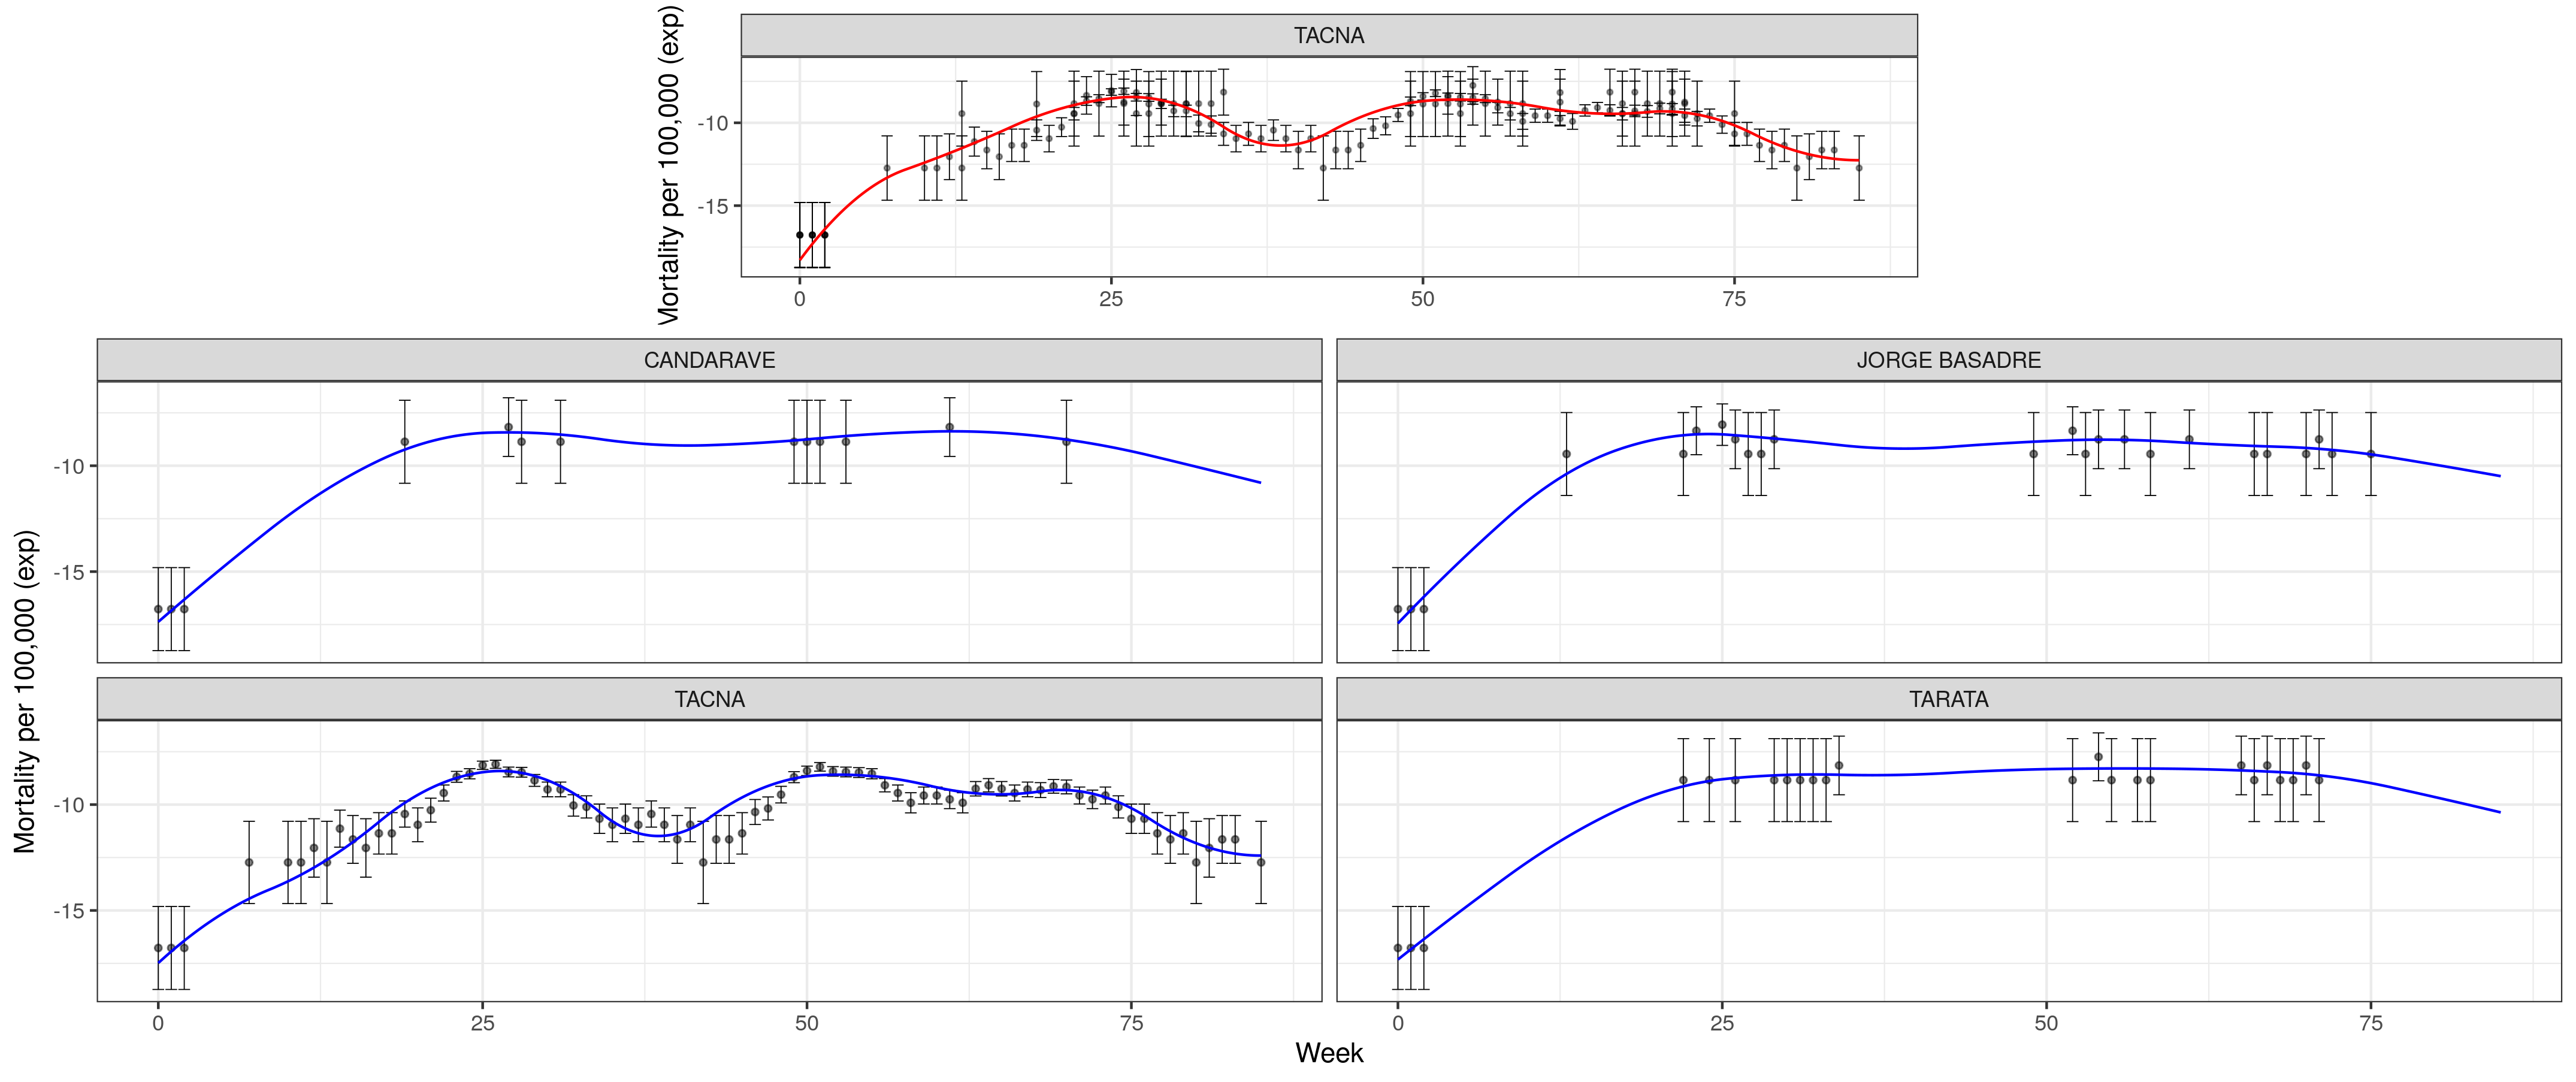 TACNA
Mortality per 100,000 (exp)
-10
-15
0 25 50 75
CANDARAVE JORGE BASADRE
-10
-15
TACNA TARATA
-10
-15
Mortality per 100,000 (exp)
0 25 50 75 0 25 50 75
Week